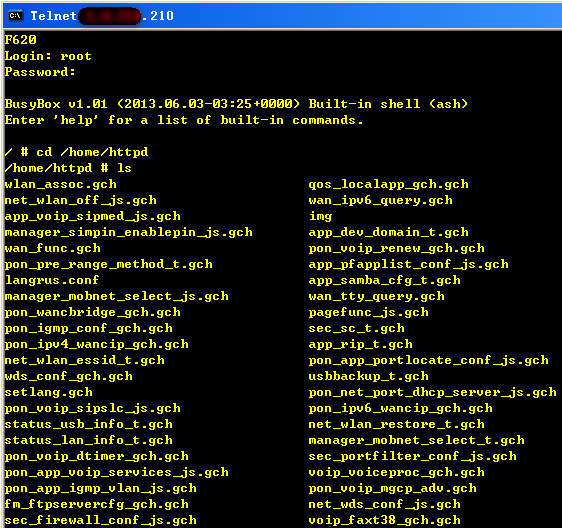 Telnet .210
F620
Login: root
Password:
BusyBox v1.01 (2013.06.03-03:25+0000) Built-in shell (ash)
Enter 'help' for a list of built-in commands.
/ # cd /home/httpd
/home/httpd # ls
wlan_assoc.gch qos_localapp_gch.gch
net_wlan_off_js.gch wan_ipv6_query.gch
app_voip_sipmed_js.gch img
manager_simpin_enablepin_js.gch app_dev_domain_t.gch
wan_func.gch pon_voip_renew_gch.gch
pon_pre_range_method_t.gch app_pfapplist_conf_js.gch
langrus.conf app_samba_cfg_t.gch
manager_mobnet_select_js.gch wan_tty_query.gch
pon_wancbridge_gch.gch pagefunc_js.gch
pon_igmp_conf_gch.gch sec_sc_t.gch
pon_ipv4_wancip_gch.gch app_rip_t.gch
net_wlan_essid_t.gch pon_app_portlocate_conf_js.gch
wds_conf_gch.gch usbbackup_t.gch
setlang.gch pon_net_port_dhcp_server_js.gch
pon_voip_sipslc_js.gch pon_ipv6_wancip_gch.gch
status_usb_info_t.gch net_wlan_restore_t.gch
status_lan_info_t.gch manager_mobnet_select_t.gch
pon_voip_dtimer_gch.gch sec_portfilter_conf_js.gch
pon_app_voip_services_js.gch voip_voiceproc_gch.gch
pon_app_igmp_vlan_js.gch pon_voip_mgcp_adv.gch
fm_ftpservercfg_gch.gch net_wds_conf_js.gch
sec_firewall_conf_js.gch voip_faxt38_gch.gch